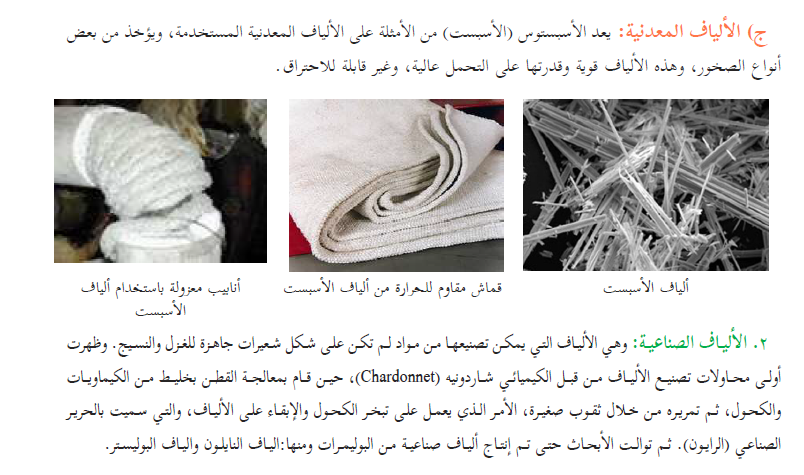 ج) الألياف المعدنية: يعد الأسبستوس (الأسبست) من الأمثلة على الألياف المعدنية المستخدمة، ويؤخذ من بعض
أنواع الصخور، وهذه الألياف قوية وقدرتها على التحمل عالية، وغير قابلة للاحتراق.
ألياف الأسبست
قماش مقاوم للحرارة من ألياف الأسبست
أنابيب معزولة باستخدام ألياف
الأسبست
٢. الألياف الصناعية: وهي الألياف التي يمكن تصنيعها من مواد لم تكن على شكل شعيرات جاهزة للغزل والنسيج. وظهرت
أولى محاولات تصنيع الألياف من قبل الكيميائي شاردونيه (Chardonnet)، حين قام بمعالجة القطن بخليط من الكيماويات
والكحول، ثم تمريره من خلال ثقوب صغيرة، الأمر الذي يعمل على تبخر الكحول والإبقاء على الألياف، والتي سميت بالحرير
الصناعي (الرايون). ثم توالت الأبحاث حتى تم إنتاج ألياف صناعية من البوليمرات ومنها:الياف النايلون والياف البوليستر.